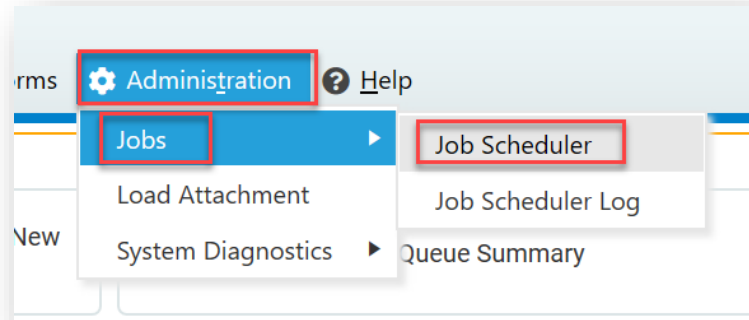 rms Administration Help
Jobs
Job Scheduler
Load Attachment
Job Scheduler Log
New
System Diagnostics
Queue Summary